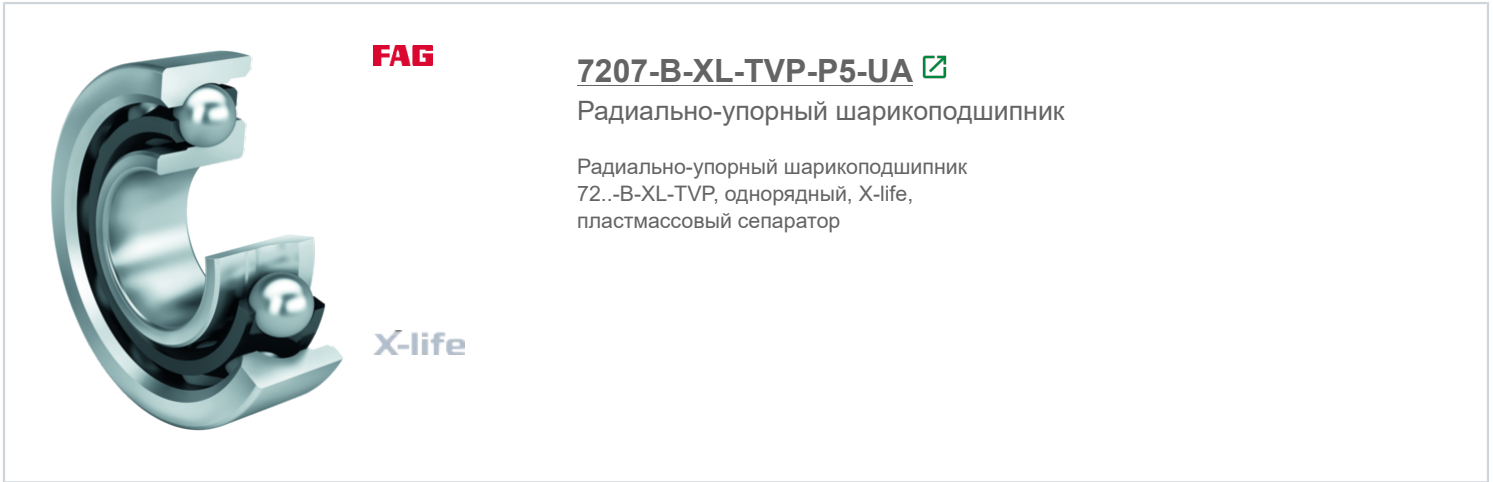 FAG
7207-B-XL-TVP-P5-UA
Радиально-упорный шарикоподшипник
Радиально-упорный шарикоподшипник
72..-B-XL-TVP, однорядный, X-life,
пластмассовый сепаратор
X-life